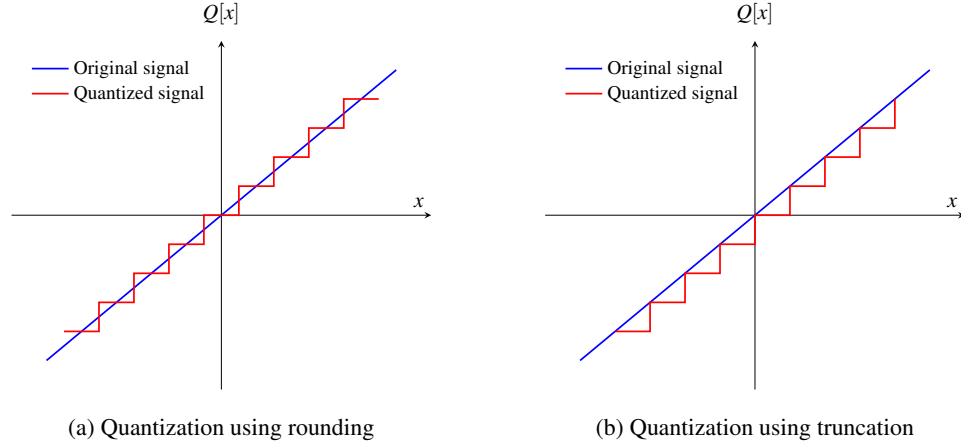 Q[x]
Original signal
Quantized signal
x
(a) Quantization using rounding
Q[x]
Original signal
Quantized signal
x
(b) Quantization using truncation